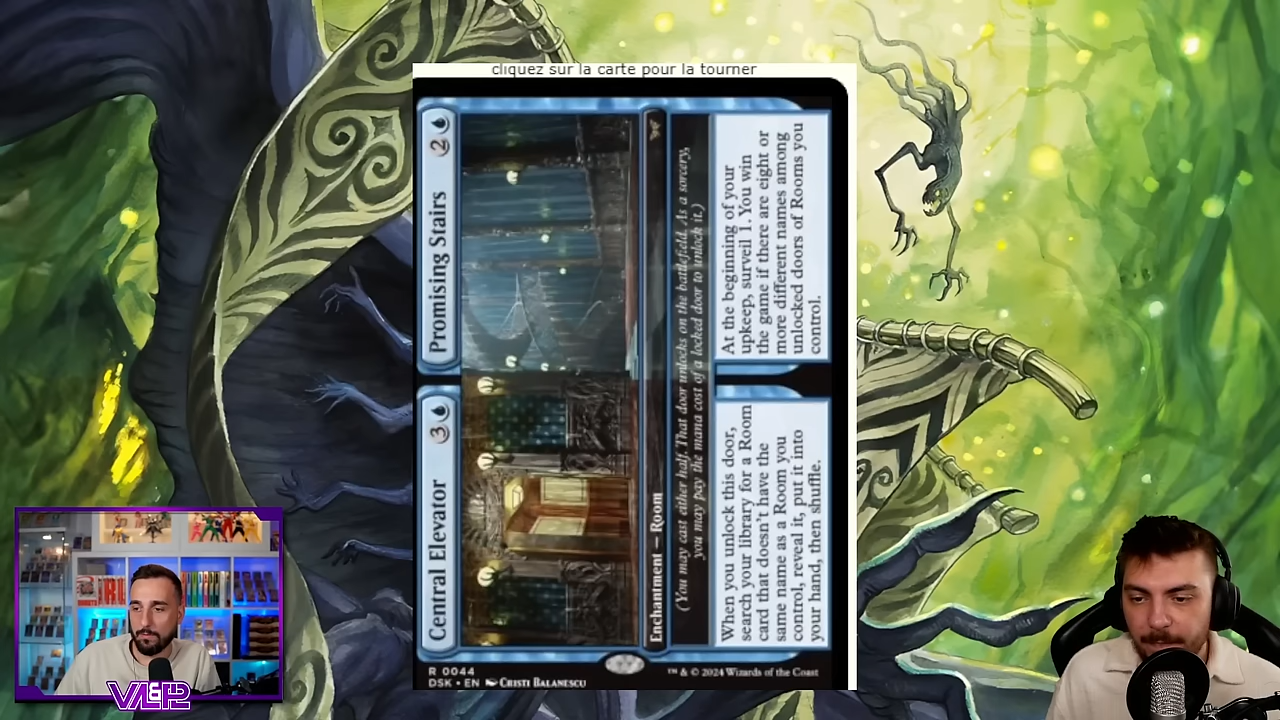 cliquez sur la carte pour la tourner
Central Elevator 3
Promising Stairs 2
Enchantment — Room
(You may cast either half. That door unlocks on the battlefield. As a sorcery,
you may pay the mana cost of a locked door to unlock it.)
When you unlock this door,
search your library for a Room
card that doesn't have the
same name as a Room you
control, reveal it, put it into
your hand, then shuffle.
At the beginning of your
upkeep, surveil 1. You win
the game if there are eight or
more different names among
unlocked doors of Rooms you
control.
R 0044
DSK • EN CRISTI BALANESCU
™ & © 2024 Wizards of the Coast